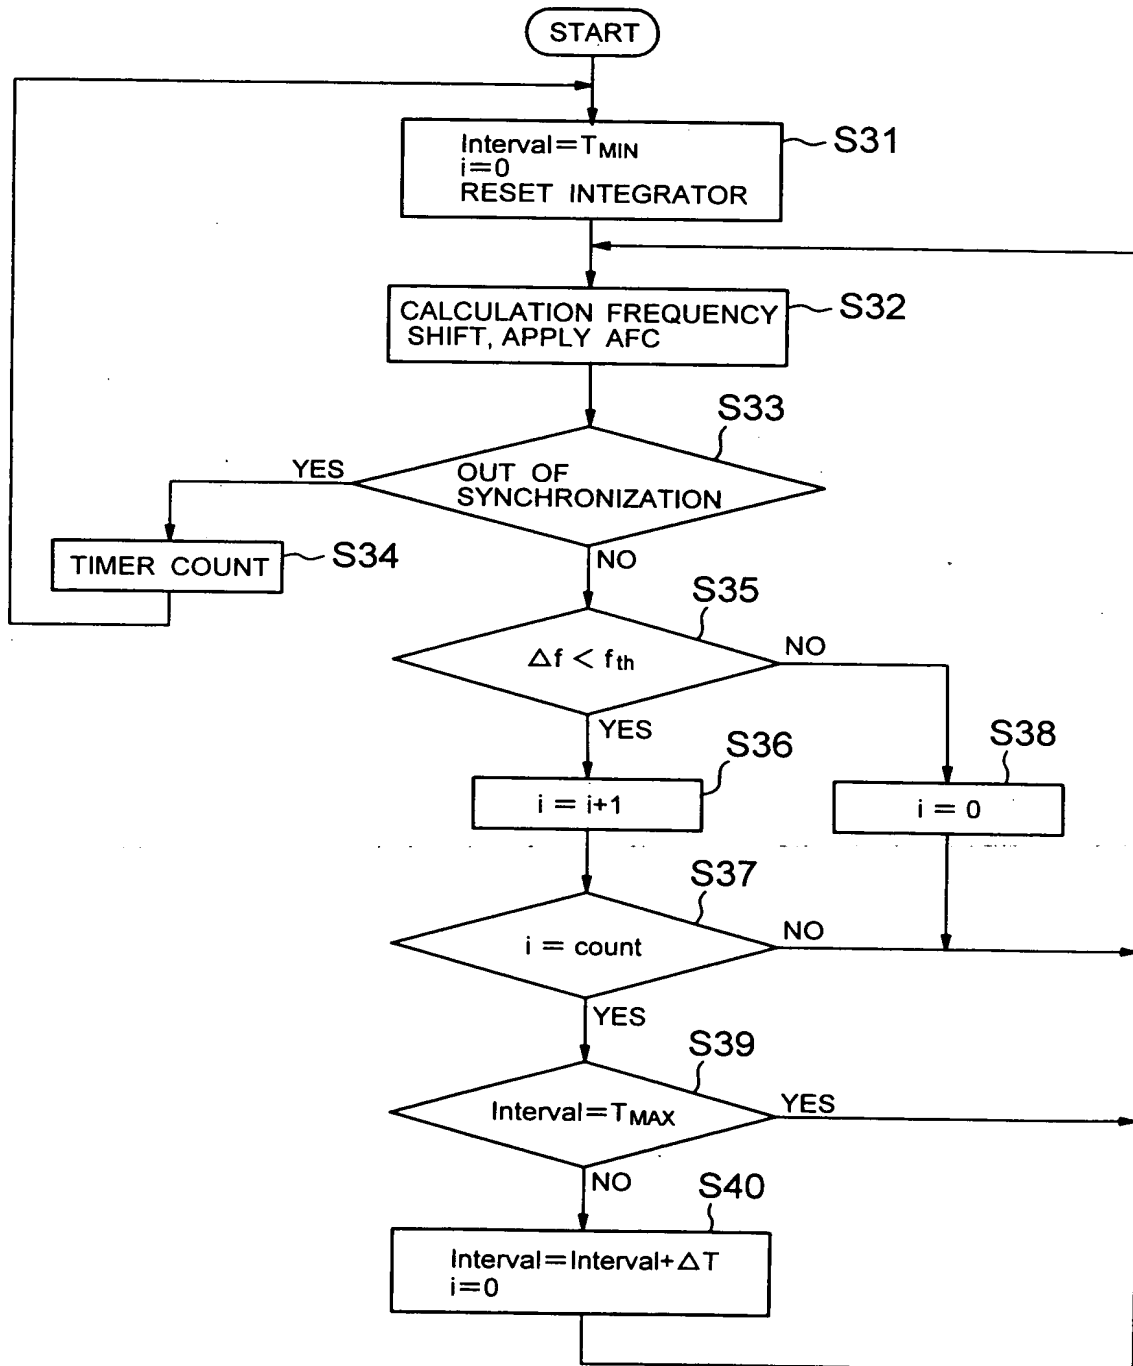 START
Interval=TMIN
i=0
RESET INTEGRATOR
S31
CALCULATION FREQUENCY
SHIFT, APPLY AFC
S32
S33
YES
OUT OF
SYNCHRONIZATION
NO
TIMER COUNT
S34
S35
Δf < fth
NO
YES
S36
S38
i = i+1
i = 0
S37
i = count
NO
YES
S39
Interval=TMAX
YES
NO
S40
Interval=Interval+ΔT
i=0